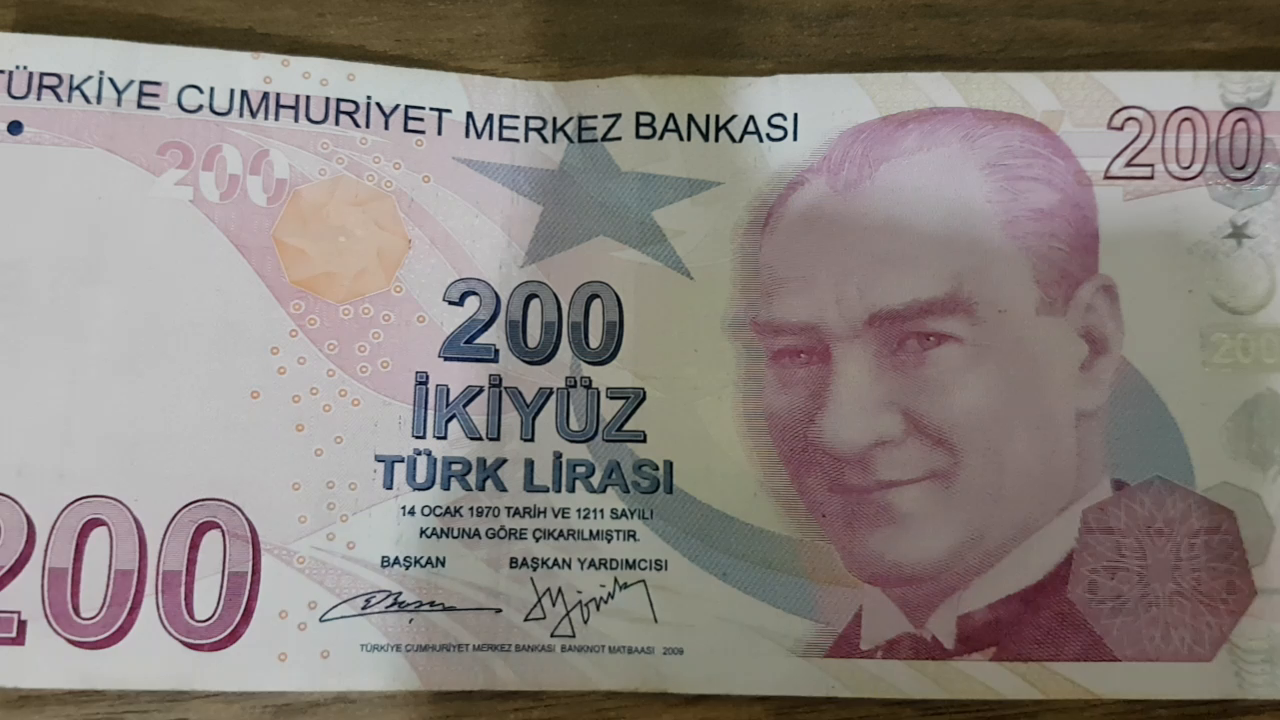 TÜRKİYE CUMHURİYET MERKEZ BANKASI
200
200
200
İKİYÜZ
TÜRK LİRASI
14 OCAK 1970 TARİH VE 1211 SAYILI
KANUNA GÖRE ÇIKARILMIŞTIR.
BAŞKAN BAŞKAN YARDIMCISI
TÜRKİYE CUMHURİYET MERKEZ BANKASI BANKNOT MATBAASI 2009
200
200